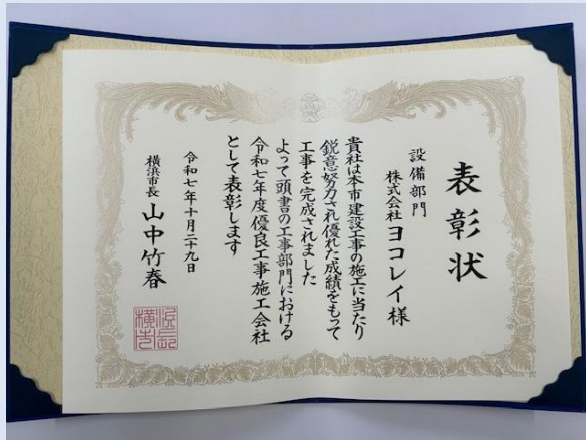 表彰状
設備部門
株式会社ヨコレイ様
貴社は本市建設工事の施工に当たり
鋭意努力され優れた成績をもって
工事を完成されました
よって頭書の工事部門における
令和七年度優良工事施工会社
として表彰します
令和七年十月二十九日
横浜市長 山中竹春